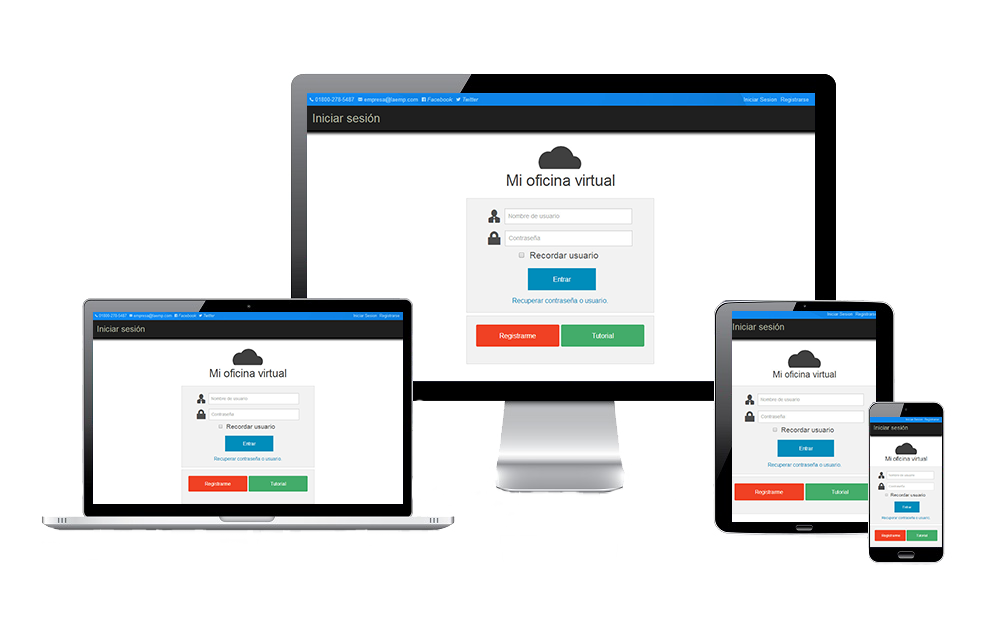 01800-278-5487 empresa@faemp.com Facebook Twitter Iniciar Sesion Registrarse
Iniciar sesión
Mi oficina virtual
Nombre de usuario
Contraseña
Recordar usuario
Entrar
Recuperar contraseña o usuario.
Registrarme Tutorial
01800-278-5487 empresa@faemp.com Facebook Twitter Iniciar Sesion Registrarse
Iniciar sesión
Mi oficina virtual
Nombre de usuario
Contraseña
Recordar usuario
Entrar
Recuperar contraseña o usuario.
Registrarme Tutorial
Iniciar Sesion Registrarse
Iniciar sesión
Mi oficina virtual
Nombre de usuario
Contraseña
Recordar usuario
Entrar
Recuperar contraseña o usuario.
Registrarme Tutorial
Iniciar Sesion Registrarse
Iniciar sesión
Mi oficina virtual
Nombre de usuario
Contraseña
Recordar usuario
Entrar
Recuperar contraseña o usuario.
Registrarme Tutorial